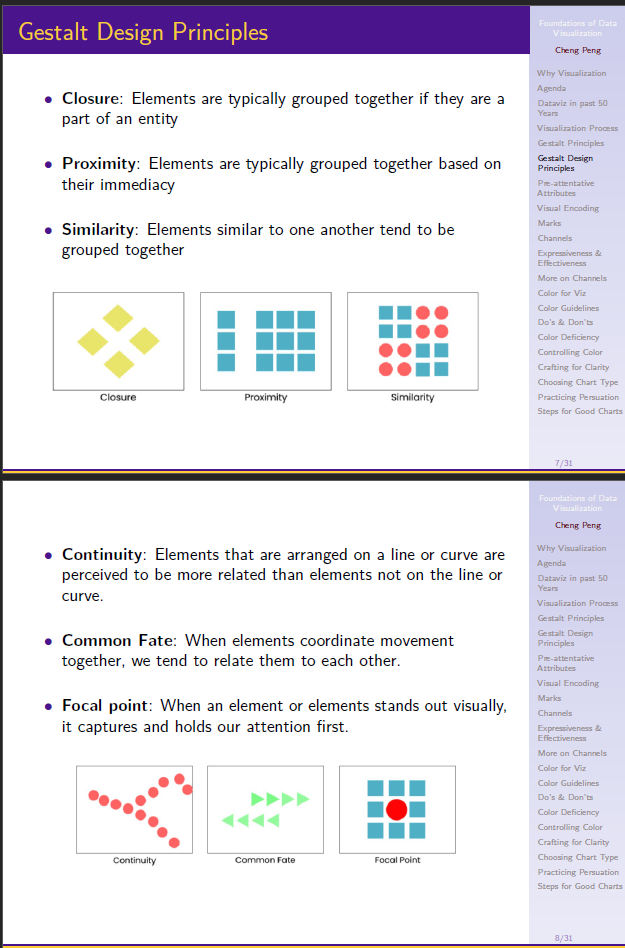 Gestalt Design Principles
• Closure: Elements are typically grouped together if they are a
part of an entity
• Proximity: Elements are typically grouped together based on
their immediacy
• Similarity: Elements similar to one another tend to be
grouped together
Closure
Proximity
Similarity
Foundations of Data
Visualization
Cheng Peng
Why Visualization
Agenda
Dataviz in past 50
Years
Visualization Process
Gestalt Principles
Gestalt Design
Principles
Pre-attentative
Attributes
Visual Encoding
Marks
Channels
Expressiveness &
Effectiveness
More on Channels
Color for Viz
Color Guidelines
Do's & Don'ts
Color Deficiency
Controlling Color
Crafting for Clarity
Choosing Chart Type
Practicing Persuation
Steps for Good Charts
7/31
• Continuity: Elements that are arranged on a line or curve are
perceived to be more related than elements not on the line or
curve.
• Common Fate: When elements coordinate movement
together, we tend to relate them to each other.
• Focal point: When an element or elements stands out visually,
it captures and holds our attention first.
Continuity
Common Fate
Focal Point
Foundations of Data
Visualization
Cheng Peng
Why Visualization
Agenda
Dataviz in past 50
Years
Visualization Process
Gestalt Principles
Gestalt Design
Principles
Pre-attentative
Attributes
Visual Encoding
Marks
Channels
Expressiveness &
Effectiveness
More on Channels
Color for Viz
Color Guidelines
Do's & Don'ts
Color Deficiency
Controlling Color
Crafting for Clarity
Choosing Chart Type
Practicing Persuation
Steps for Good Charts
8/31